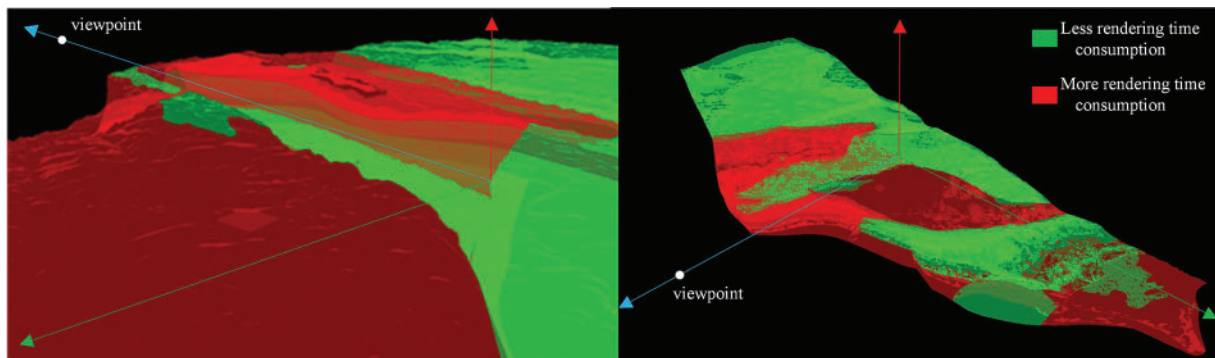 viewpoint
Less rendering time
consumption
More rendering time
consumption
viewpoint